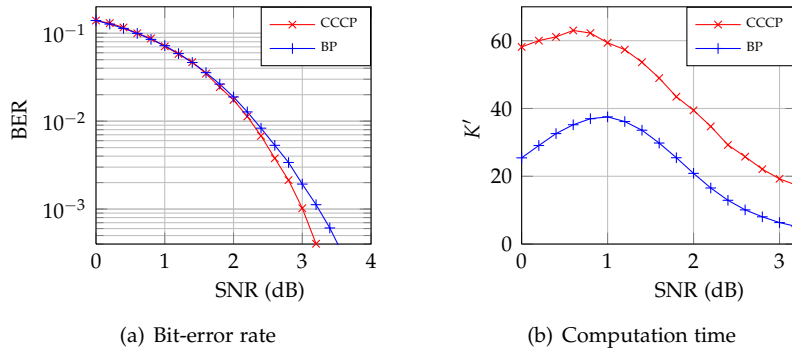 CCCP
BP
10^{-1}
10^{-2}
10^{-3}
BER
0 1 2 3 4
SNR (dB)
(a) Bit-error rate
CCCP
BP
60
40
20
0
K′
0 1 2 3
SNR (dB)
(b) Computation time